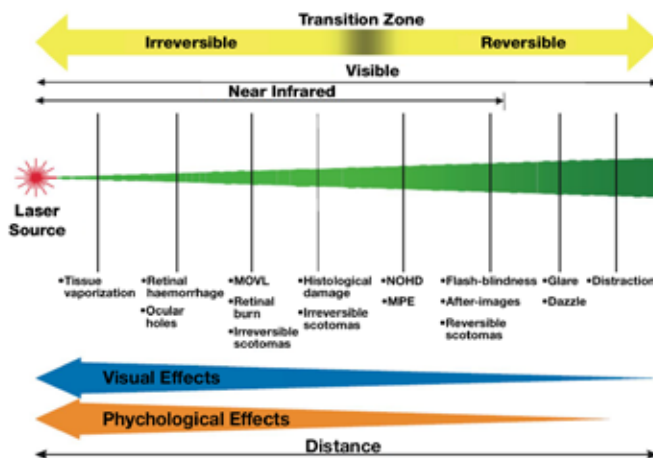 Transition Zone
Irreversible
Reversible
Visible
Near Infrared
Laser
Source
•Tissue
vaporization
•Retinal
haemorrhage
•Ocular
holes
•MOVL
•Retinal
burn
•Irreversible
scotomas
•Histological
damage
•Irreversible
scotomas
•NOHD
•MPE
•Flash-blindness
•After-images
•Reversible
scotomas
•Glare
•Dazzle
•Distraction
Visual Effects
Phychological Effects
Distance